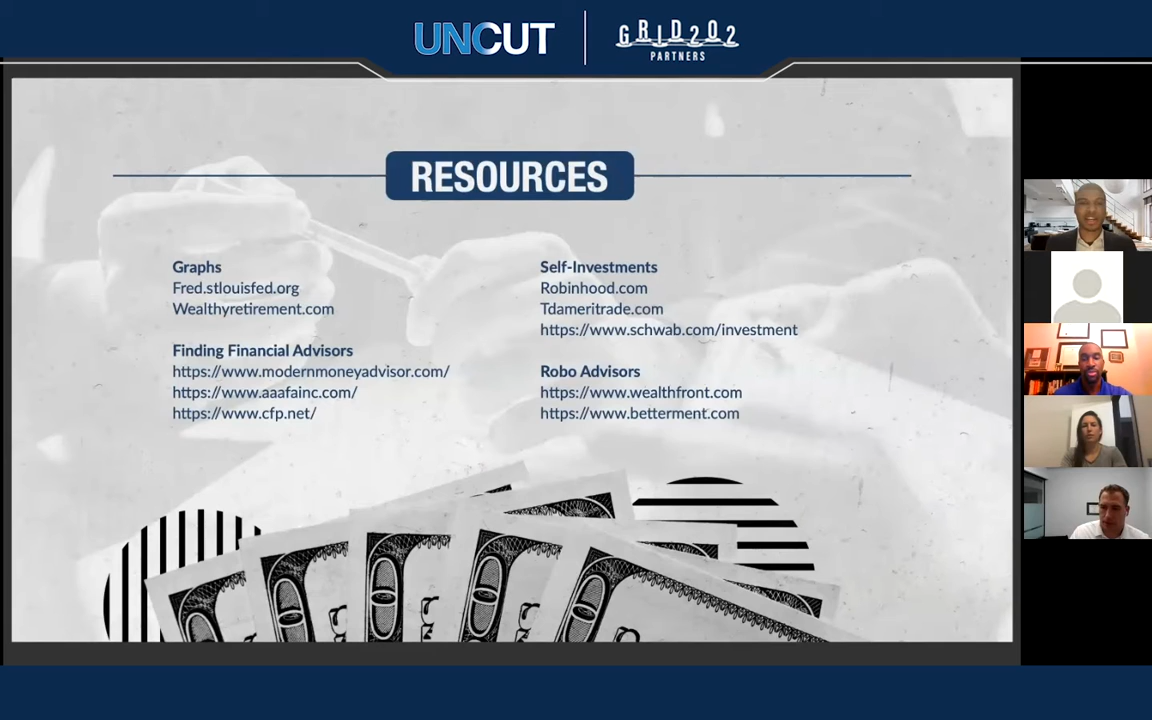 UNCUT
GRID202
PARTNERS
RESOURCES
Graphs
Fred.stlouisfed.org
Wealthyretirement.com
Finding Financial Advisors
https://www.modernmoneyadvisor.com/
https://www.aaafainc.com/
https://www.cfp.net/
Self-Investments
Robinhood.com
Tdameritrade.com
https://www.schwab.com/investment
Robo Advisors
https://www.wealthfront.com
https://www.betterment.com